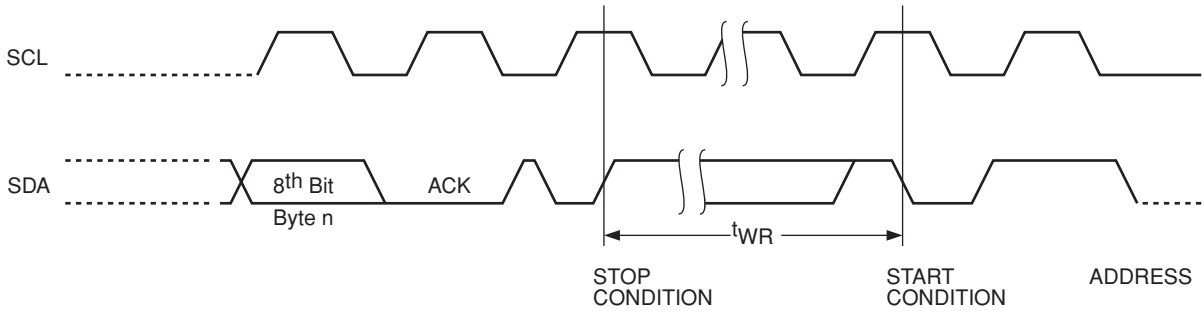 SCL
SDA
8th Bit
Byte n
ACK
tWR
STOP
CONDITION
START
CONDITION
ADDRESS